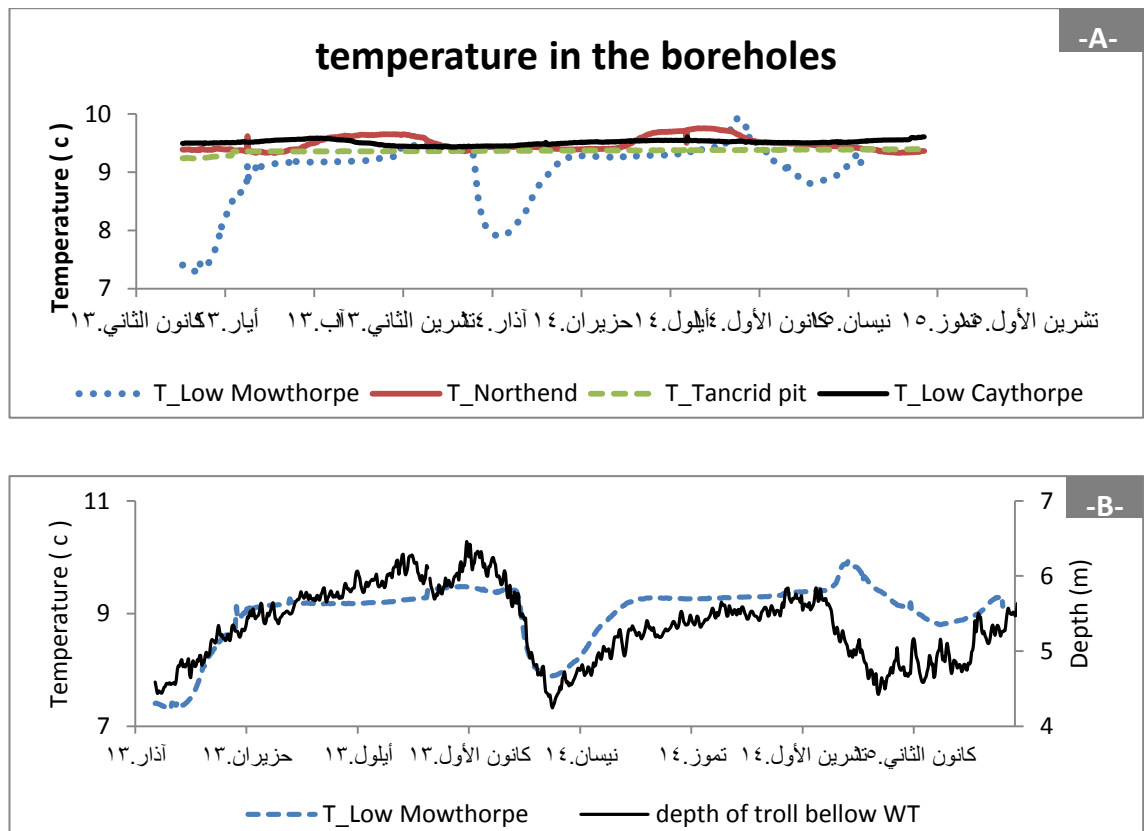 -A-
temperature in the boreholes
Temperature ( c )
10
9
8
7
كانون الثاني.١٣
أيار.١٣
آب.١٣
تشرين الثاني.١٣
آذار.١٤
حزيران.١٤
أيلول.١٤
كانون الأول.١٤
نيسان.١٥
تموز.١٥
تشرين الأول.١٥
T_Low Mowthorpe T_Northend T_Tancrid pit T_Low Caythorpe
-B-
Temperature ( c )
11
9
7
Depth (m)
7
6
5
4
آذار.١٣
حزيران.١٣
أيلول.١٣
كانون الأول.١٣
نيسان.١٤
تموز.١٤
تشرين الأول.١٤
كانون الثاني.١٥
T_Low Mowthorpe depth of troll bellow WT